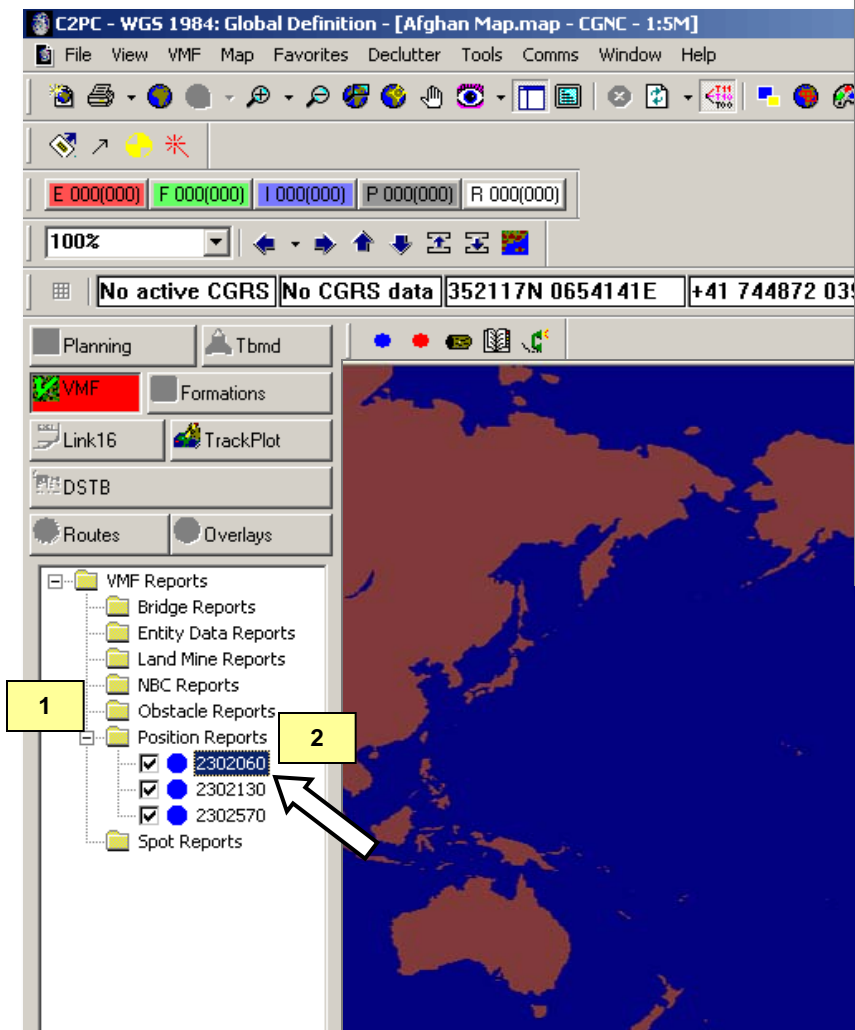 C2PC - WGS 1984: Global Definition - [Afghan Map.map - CGNC - 1:5M]
File View VMF Map Favorites Declutter Tools Comms Window Help
E 000(000) F 000(000) I 000(000) P 000(000) R 000(000)
100%
No active CGRS No CGRS data 352117N 0654141E +41 744872 039
Planning Tbmd
VMF Formations
Link16 TrackPlot
DSTB
Routes Overlays
VMF Reports
Bridge Reports
Entity Data Reports
Land Mine Reports
NBC Reports
1
Obstacle Reports
Position Reports
2
2302060
2302130
2302570
Spot Reports